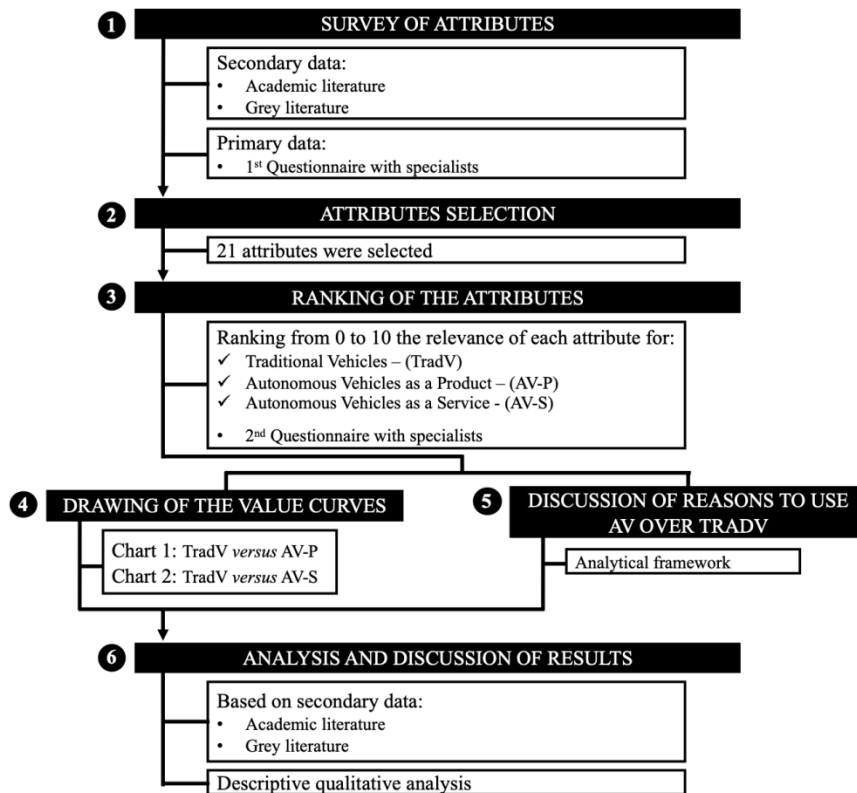 1 SURVEY OF ATTRIBUTES
Secondary data:
• Academic literature
• Grey literature
Primary data:
• 1st Questionnaire with specialists
2 ATTRIBUTES SELECTION
21 attributes were selected
3 RANKING OF THE ATTRIBUTES
Ranking from 0 to 10 the relevance of each attribute for:
✓ Traditional Vehicles – (TradV)
✓ Autonomous Vehicles as a Product – (AV-P)
✓ Autonomous Vehicles as a Service - (AV-S)
• 2nd Questionnaire with specialists
4 DRAWING OF THE VALUE CURVES
Chart 1: TradV versus AV-P
Chart 2: TradV versus AV-S
5 DISCUSSION OF REASONS TO USE
AV OVER TRADV
Analytical framework
6 ANALYSIS AND DISCUSSION OF RESULTS
Based on secondary data:
• Academic literature
• Grey literature
Descriptive qualitative analysis